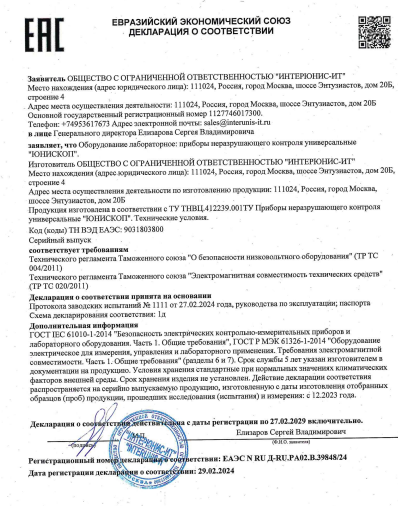 ЕАС
ЕВРАЗИЙСКИЙ ЭКОНОМИЧЕСКИЙ СОЮЗ
ДЕКЛАРАЦИЯ О СООТВЕТСТВИИ
Заявитель ОБЩЕСТВО С ОГРАНИЧЕННОЙ ОТВЕТСТВЕННОСТЬЮ "ИНТЕРЮНИС-ИТ"
Место нахождения (адрес юридического лица): 111024, Россия, город Москва, шоссе Энтузиастов, дом 20Б,
строение 4
Адрес места осуществления деятельности: 111024, Россия, город Москва, шоссе Энтузиастов, дом 20Б
Основной государственный регистрационный номер 1127746017300.
Телефон: +74953617673 Адрес электронной почты: sales@interunis-it.ru
в лице Генерального директора Елизарова Сергея Владимировича
заявляет, что Оборудование лабораторное: приборы неразрушающего контроля универсальные
"ЮНИСКОП".
Изготовитель ОБЩЕСТВО С ОГРАНИЧЕННОЙ ОТВЕТСТВЕННОСТЬЮ "ИНТЕРЮНИС-ИТ"
Место нахождения (адрес юридического лица): 111024, Россия, город Москва, шоссе Энтузиастов, дом 20Б,
строение 4
Адрес места осуществления деятельности по изготовлению продукции: 111024, Россия, город Москва, шоссе
Энтузиастов, дом 20Б
Продукция изготовлена в соответствии с ТУ ТНВЦ.412239.001ТУ Приборы неразрушающего контроля
универсальные "ЮНИСКОП". Технические условия.
Код (коды) ТН ВЭД ЕАЭС: 9031803800
Серийный выпуск
соответствует требованиям
Технического регламента Таможенного союза "О безопасности низковольтного оборудования" (ТР ТС
004/2011)
Технического регламента Таможенного союза "Электромагнитная совместимость технических средств"
(ТР ТС 020/2011)
Декларация о соответствии принята на основании
Протокола заводских испытаний № 1111 от 27.02.2024 года, руководства по эксплуатации; паспорта
Схема декларирования соответствия: 1д
Дополнительная информация
ГОСТ IEC 61010-1-2014 "Безопасность электрических контрольно-измерительных приборов и
лабораторного оборудования. Часть 1. Общие требования", ГОСТ Р МЭК 61326-1-2014 "Оборудование
электрическое для измерения, управления и лабораторного применения. Требования электромагнитной
совместимости. Часть 1. Общие требования" (разделы 6 и 7). Срок службы 5 лет указан изготовителем в
документации на продукцию. Условия хранения стандартные при нормальных значениях климатических
факторов внешней среды. Срок хранения изделия не установлен. Действие декларации
распространяется на серийно выпускаемую продукцию, изготовленную с даты изготовления отобранных
образцов (проб) продукции, прошедших исследования (испытания) и измерения: с 12.2023 года.
Декларация о соответствии действительна с даты регистрации по 27.02.2029 включительно.
Елизаров Сергей Владимирович
(подпись)
(Ф.И.О. заявителя)
"ИНТЕРЮНИС-ИТ"
МОСКВА
Регистрационный номер декларации о соответствии: ЕАЭС N RU Д-RU.РА02.В.39848/24
Дата регистрации декларации о соответствии: 29.02.2024